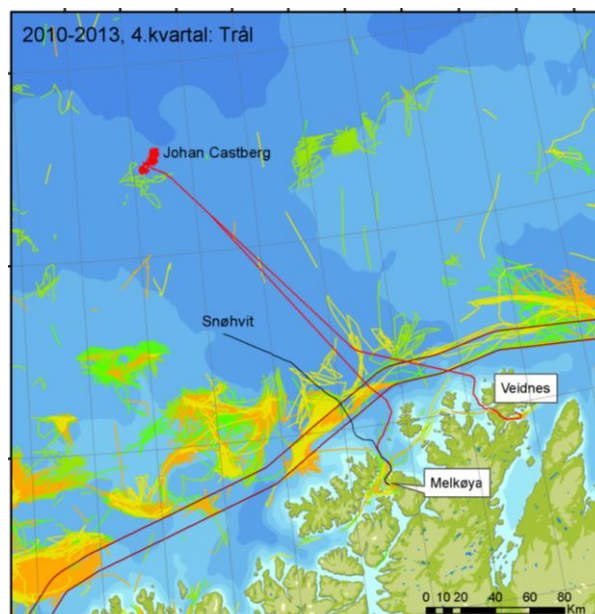 2010-2013, 4.kvartal: Trål
Johan Castberg
Snøhvit
Veidnes
Melkøya
0 10 20 40 60 80
Km